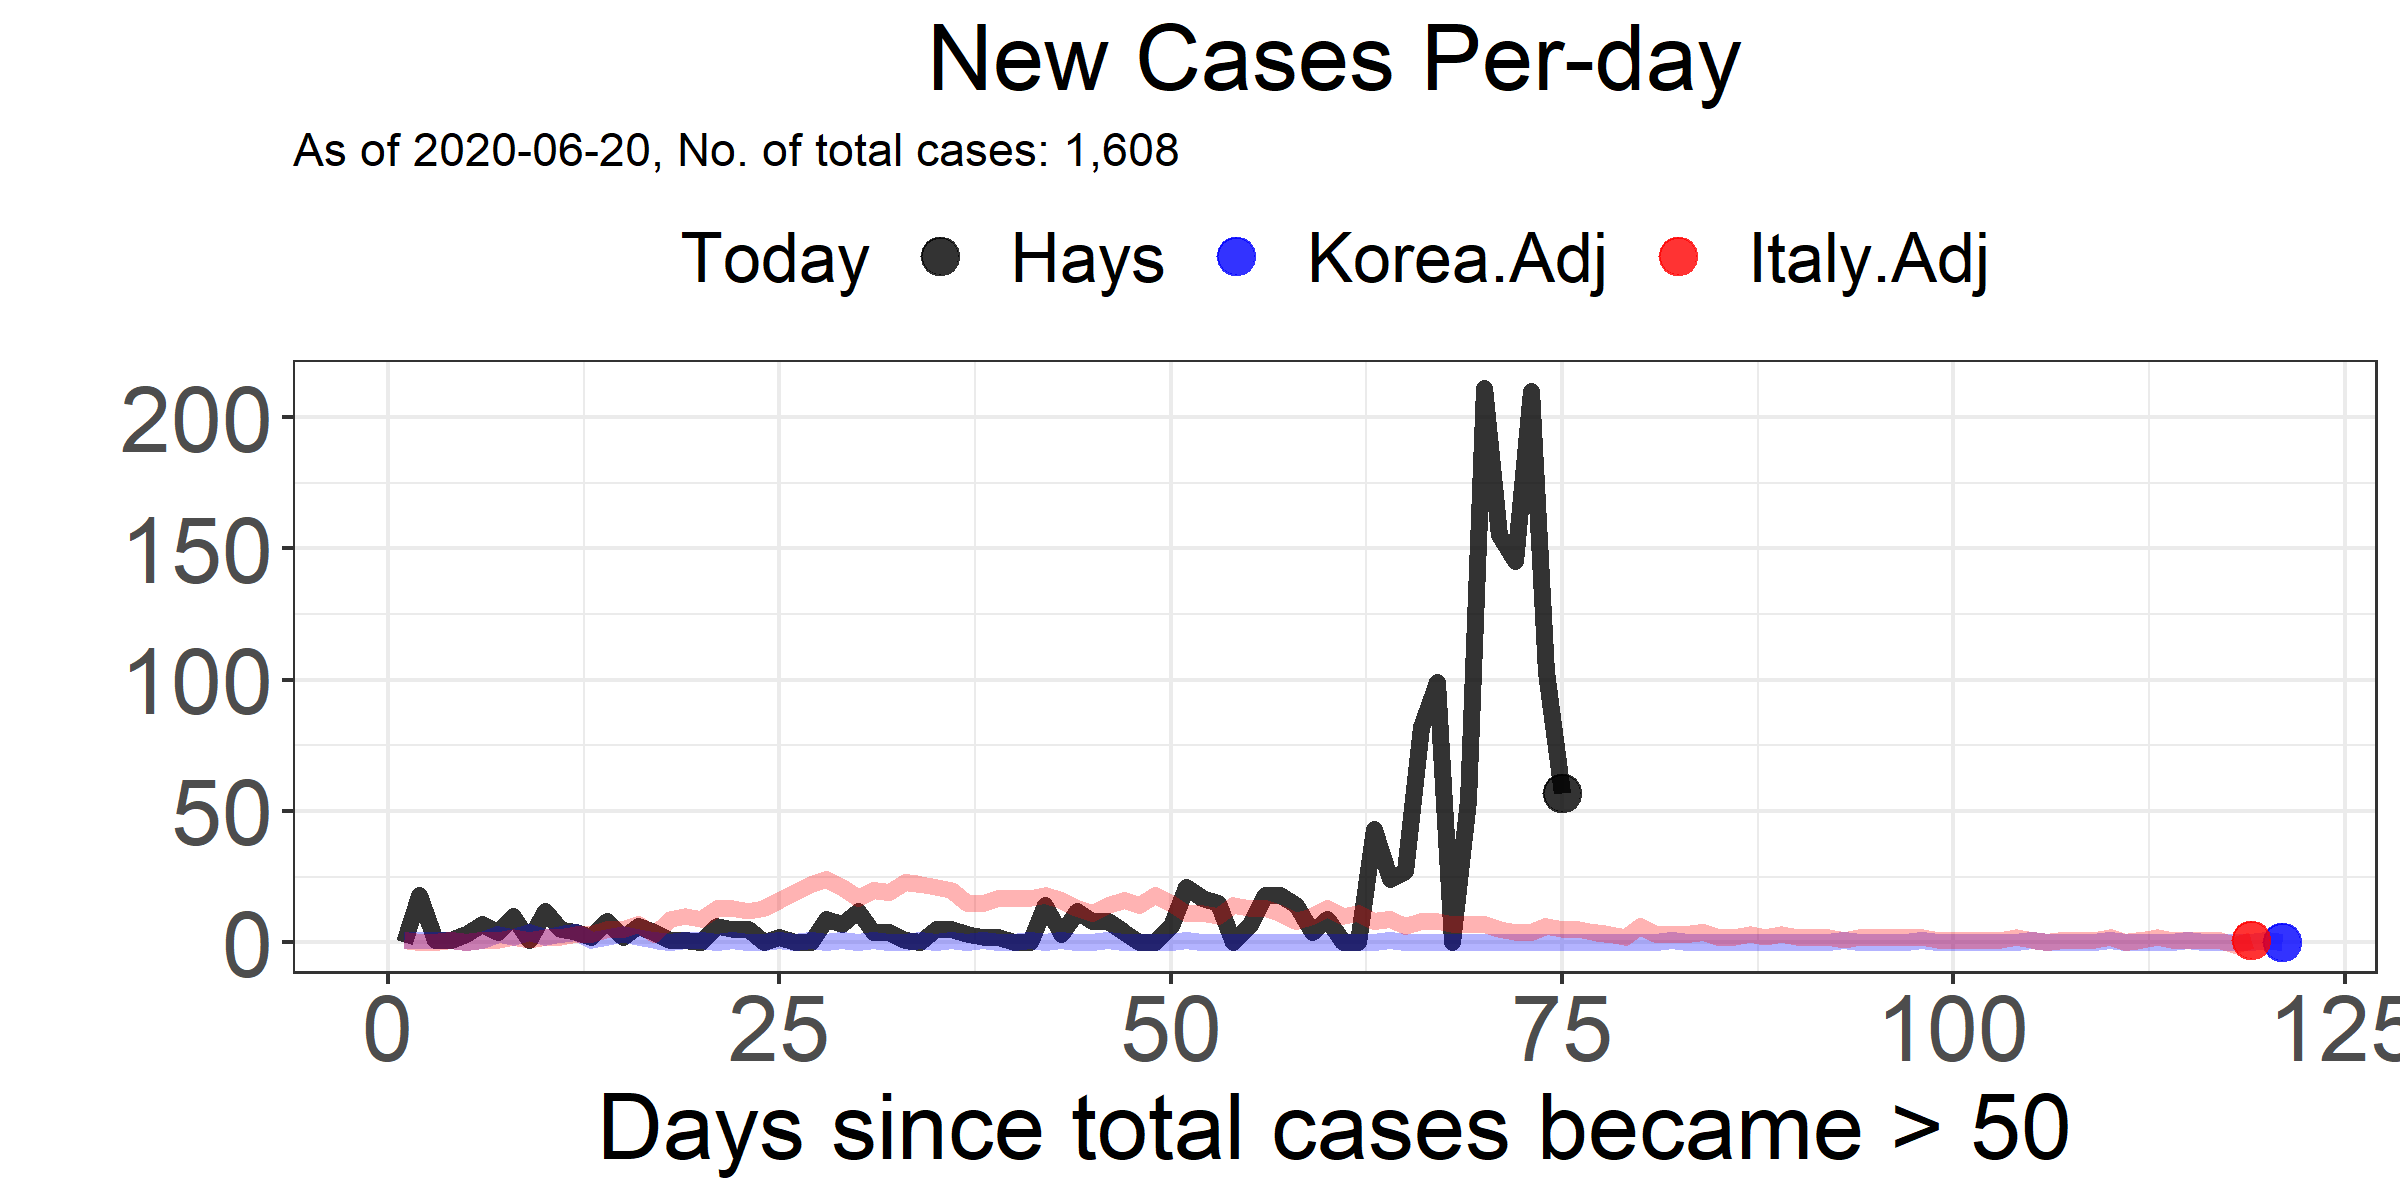 New Cases Per-day
As of 2020-06-20, No. of total cases: 1,608
Today Hays Korea.Adj Italy.Adj
200
150
100
50
0
0 25 50 75 100 125
Days since total cases became > 50